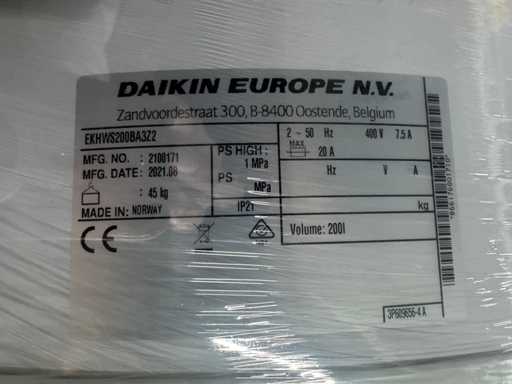 DAIKIN EUROPE N.V.
Zandvoordestraat 300, B-8400 Oostende, Belgium
EKHWS200BA3Z2
MFG. NO. : 2100171
MFG. DATE: 2021.08
: 45 kg
MADE IN: NORWAY
PS HIGH :
1 MPa
PS MPa
IP21
2 ~ 50 Hz 400 V 7.5 A
MAX 20 A
Hz V A
kg
CE
Volume: 200l
3P609656-4 A